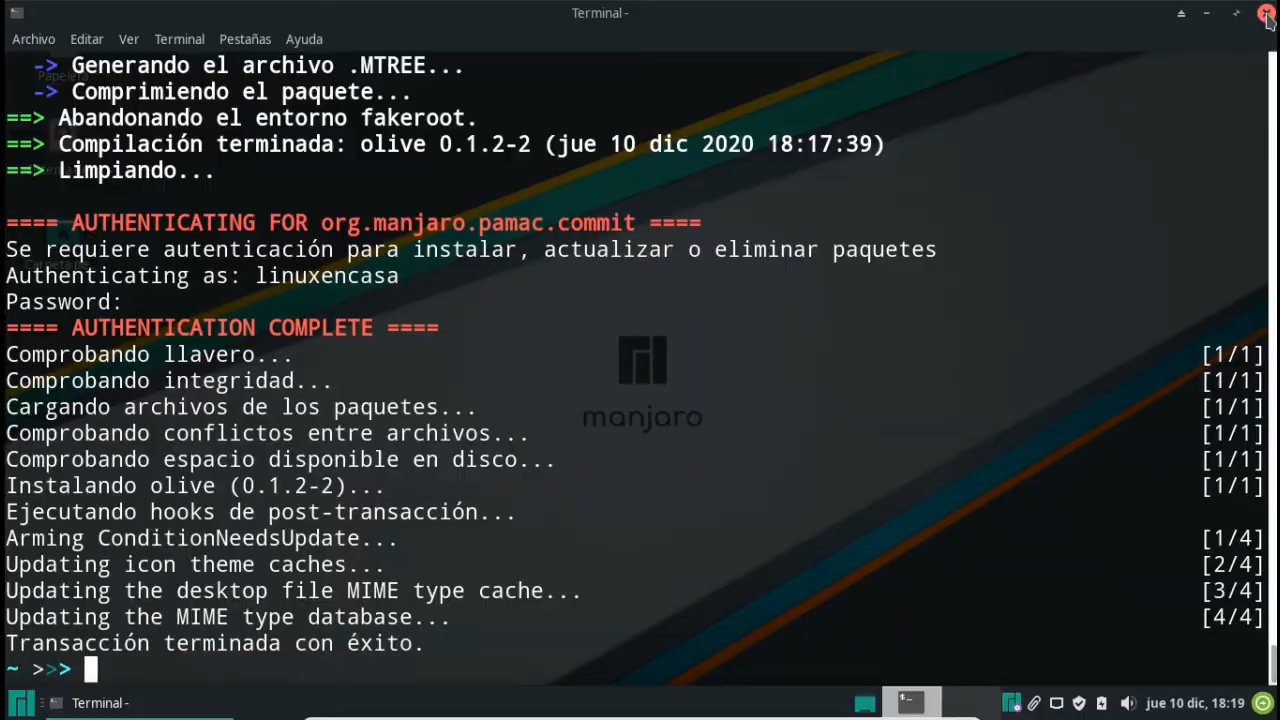 Terminal -
Archivo Editar Ver Terminal Pestañas Ayuda
-> Generando el archivo .MTREE...
-> Comprimiendo el paquete...
==> Abandonando el entorno fakeroot.
==> Compilación terminada: olive 0.1.2-2 (jue 10 dic 2020 18:17:39)
==> Limpiando...
==== AUTHENTICATING FOR org.manjaro.pamac.commit ====
Se requiere autenticación para instalar, actualizar o eliminar paquetes
Authenticating as: linuxencasa
Password:
==== AUTHENTICATION COMPLETE ====
Comprobando llavero... [1/1]
Comprobando integridad... [1/1]
Cargando archivos de los paquetes... [1/1]
Comprobando conflictos entre archivos... [1/1]
Comprobando espacio disponible en disco... [1/1]
Instalando olive (0.1.2-2)... [1/1]
Ejecutando hooks de post-transacción...
Arming ConditionNeedsUpdate... [1/4]
Updating icon theme caches... [2/4]
Updating the desktop file MIME type cache... [3/4]
Updating the MIME type database... [4/4]
Transacción terminada con éxito.
~ >>>
Papelera
manjaro
Terminal - jue 10 dic, 18:19